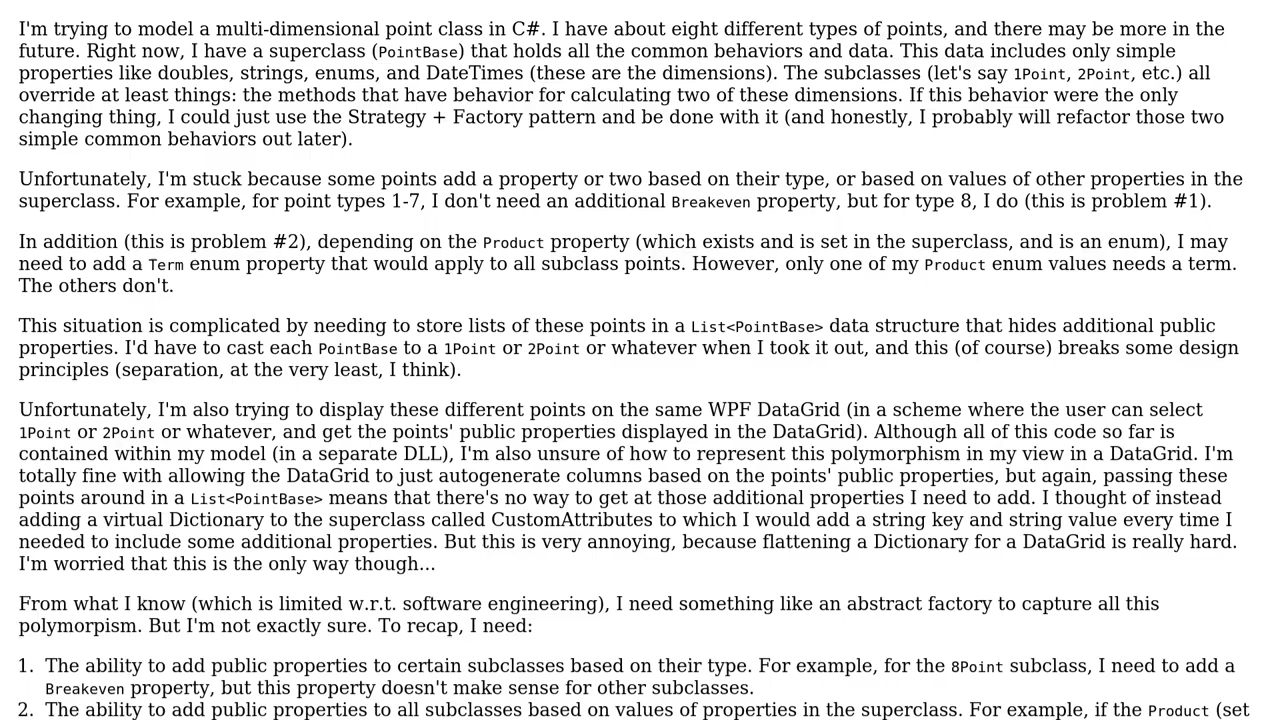 I'm trying to model a multi-dimensional point class in C#. I have about eight different types of points, and there may be more in the
future. Right now, I have a superclass (PointBase) that holds all the common behaviors and data. This data includes only simple
properties like doubles, strings, enums, and DateTimes (these are the dimensions). The subclasses (let's say 1Point, 2Point, etc.) all
override at least things: the methods that have behavior for calculating two of these dimensions. If this behavior were the only
changing thing, I could just use the Strategy + Factory pattern and be done with it (and honestly, I probably will refactor those two
simple common behaviors out later).
Unfortunately, I'm stuck because some points add a property or two based on their type, or based on values of other properties in the
superclass. For example, for point types 1-7, I don't need an additional Breakeven property, but for type 8, I do (this is problem #1).
In addition (this is problem #2), depending on the Product property (which exists and is set in the superclass, and is an enum), I may
need to add a Term enum property that would apply to all subclass points. However, only one of my Product enum values needs a term.
The others don't.
This situation is complicated by needing to store lists of these points in a List<PointBase> data structure that hides additional public
properties. I'd have to cast each PointBase to a 1Point or 2Point or whatever when I took it out, and this (of course) breaks some design
principles (separation, at the very least, I think).
Unfortunately, I'm also trying to display these different points on the same WPF DataGrid (in a scheme where the user can select
1Point or 2Point or whatever, and get the points' public properties displayed in the DataGrid). Although all of this code so far is
contained within my model (in a separate DLL), I'm also unsure of how to represent this polymorphism in my view in a DataGrid. I'm
totally fine with allowing the DataGrid to just autogenerate columns based on the points' public properties, but again, passing these
points around in a List<PointBase> means that there's no way to get at those additional properties I need to add. I thought of instead
adding a virtual Dictionary to the superclass called CustomAttributes to which I would add a string key and string value every time I
needed to include some additional properties. But this is very annoying, because flattening a Dictionary for a DataGrid is really hard.
I'm worried that this is the only way though...
From what I know (which is limited w.r.t. software engineering), I need something like an abstract factory to capture all this
polymorpism. But I'm not exactly sure. To recap, I need:
1. The ability to add public properties to certain subclasses based on their type. For example, for the 8Point subclass, I need to add a
Breakeven property, but this property doesn't make sense for other subclasses.
2. The ability to add public properties to all subclasses based on values of properties in the superclass. For example, if the Product (set